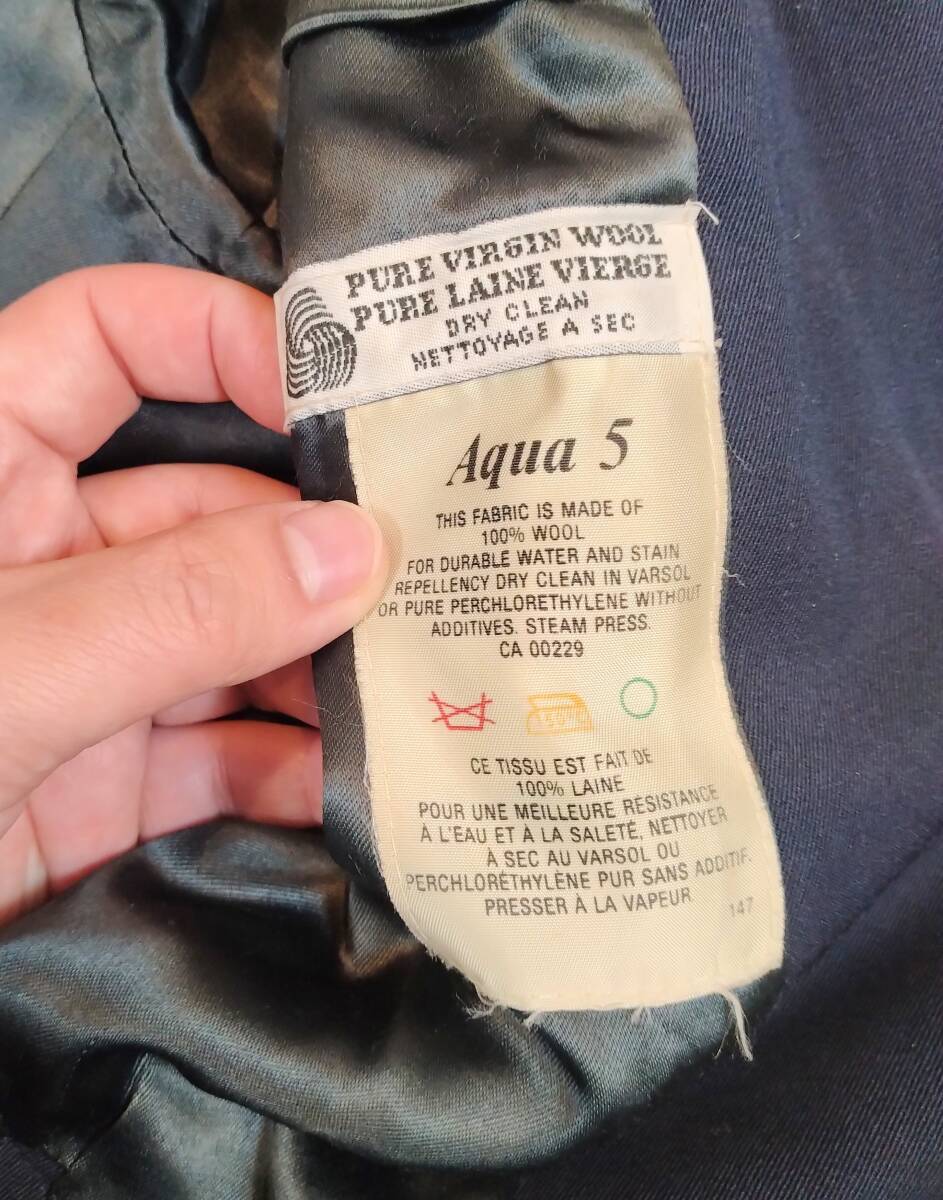 PURE VIRGIN WOOL
PURE LAINE VIERGE
DRY CLEAN
NETTOYAGE A SEC
Aqua 5
THIS FABRIC IS MADE OF
100% WOOL
FOR DURABLE WATER AND STAIN
REPELLENCY DRY CLEAN IN VARSOL
OR PURE PERCHLORETHYLENE WITHOUT
ADDITIVES. STEAM PRESS.
CA 00229
150°C
CE TISSU EST FAIT DE
100% LAINE
POUR UNE MEILLEURE RESISTANCE
À L'EAU ET À LA SALETÉ, NETTOYER
À SEC AU VARSOL OU
PERCHLORÉTHYLÈNE PUR SANS ADDITIF.
PRESSER À LA VAPEUR
147